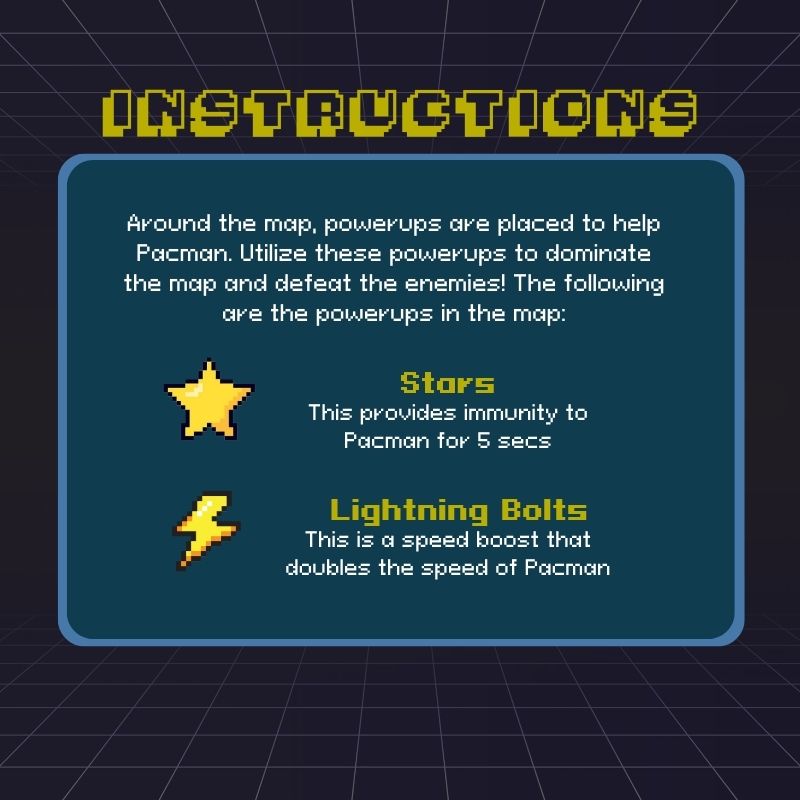 INSTRUCTIONS
Around the map, powerups are placed to help
Pacman. Utilize these powerups to dominate
the map and defeat the enemies! The following
are the powerups in the map:
Stars
This provides immunity to
Pacman for 5 secs
Lightning Bolts
This is a speed boost that
doubles the speed of Pacman